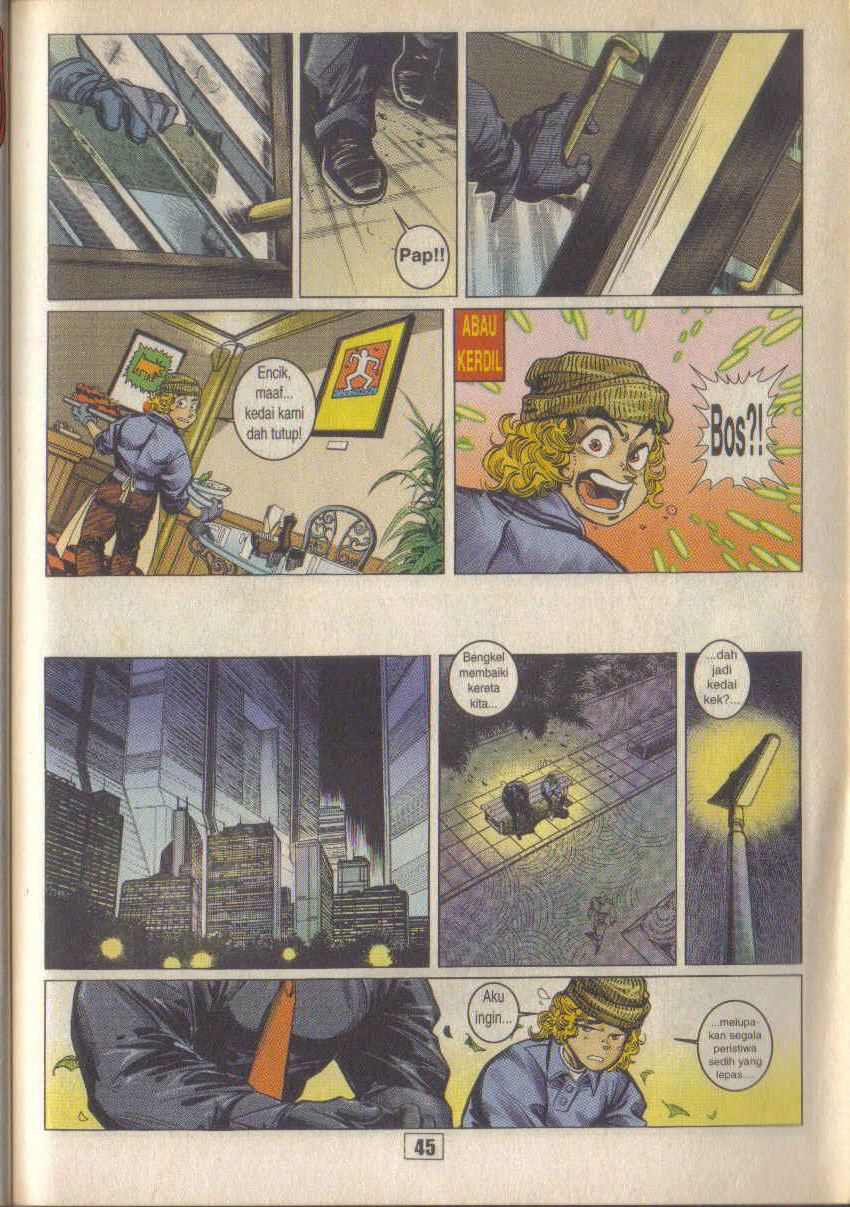 Pap!!
Encik,
maaf...
kedai kami
dah tutup!
ABAU
KERDIL
Bos?!
Bengkel
membaiki
kereta
kita...
...dah
jadi
kedai
kek?...
Aku
ingin...
...melupa-
kan segala
peristiwa
sedih yang
lepas....
45